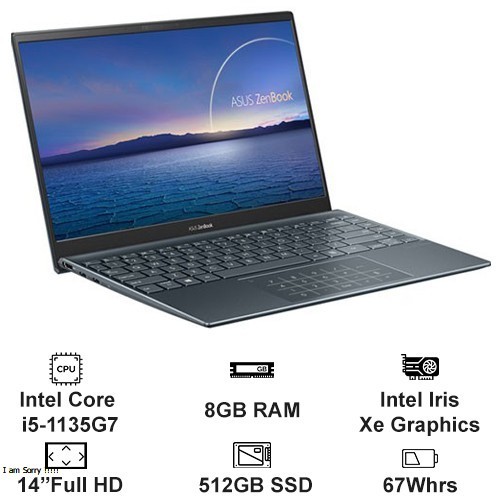 ASUS ZenBook
ASUS ZenBook
CPU
GB
Intel Core
i5-1135G7
8GB RAM
Intel Iris
Xe Graphics
I am Sorry !!!!!
14”Full HD
512GB SSD
67Whrs